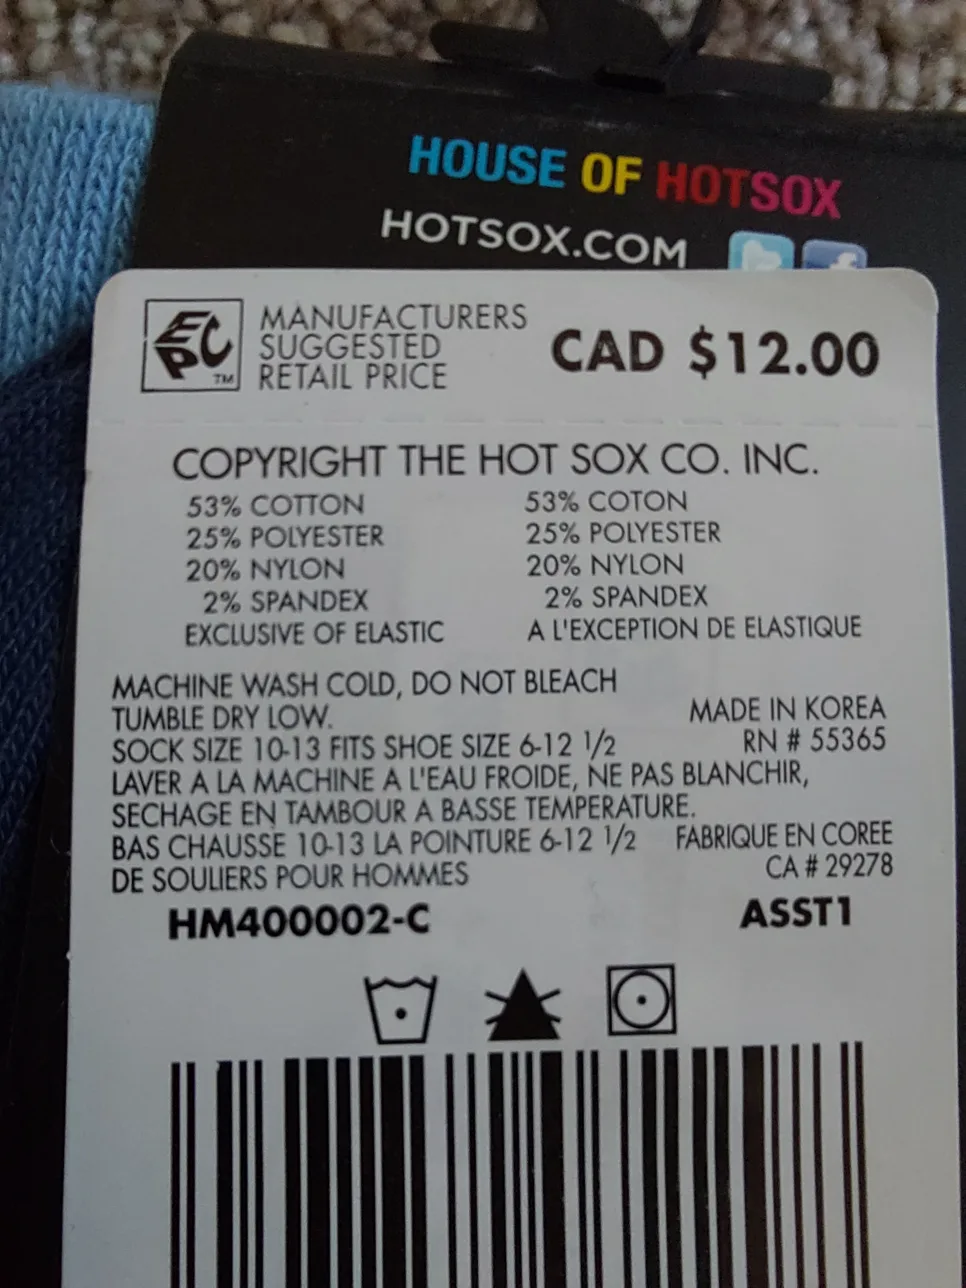 HOUSE OF HOTSOX
HOTSOX.COM
EPC TM
MANUFACTURERS
SUGGESTED
RETAIL PRICE
CAD $12.00
COPYRIGHT THE HOT SOX CO. INC.
53% COTTON
25% POLYESTER
20% NYLON
2% SPANDEX
EXCLUSIVE OF ELASTIC
53% COTON
25% POLYESTER
20% NYLON
2% SPANDEX
A L'EXCEPTION DE ELASTIQUE
MACHINE WASH COLD, DO NOT BLEACH
TUMBLE DRY LOW.
MADE IN KOREA
SOCK SIZE 10-13 FITS SHOE SIZE 6-12 1/2
RN # 55365
LAVER A LA MACHINE A L'EAU FROIDE, NE PAS BLANCHIR,
SECHAGE EN TAMBOUR A BASSE TEMPERATURE.
BAS CHAUSSE 10-13 LA POINTURE 6-12 1/2
FABRIQUE EN COREE
DE SOULIERS POUR HOMMES
CA # 29278
HM400002-C
ASST1